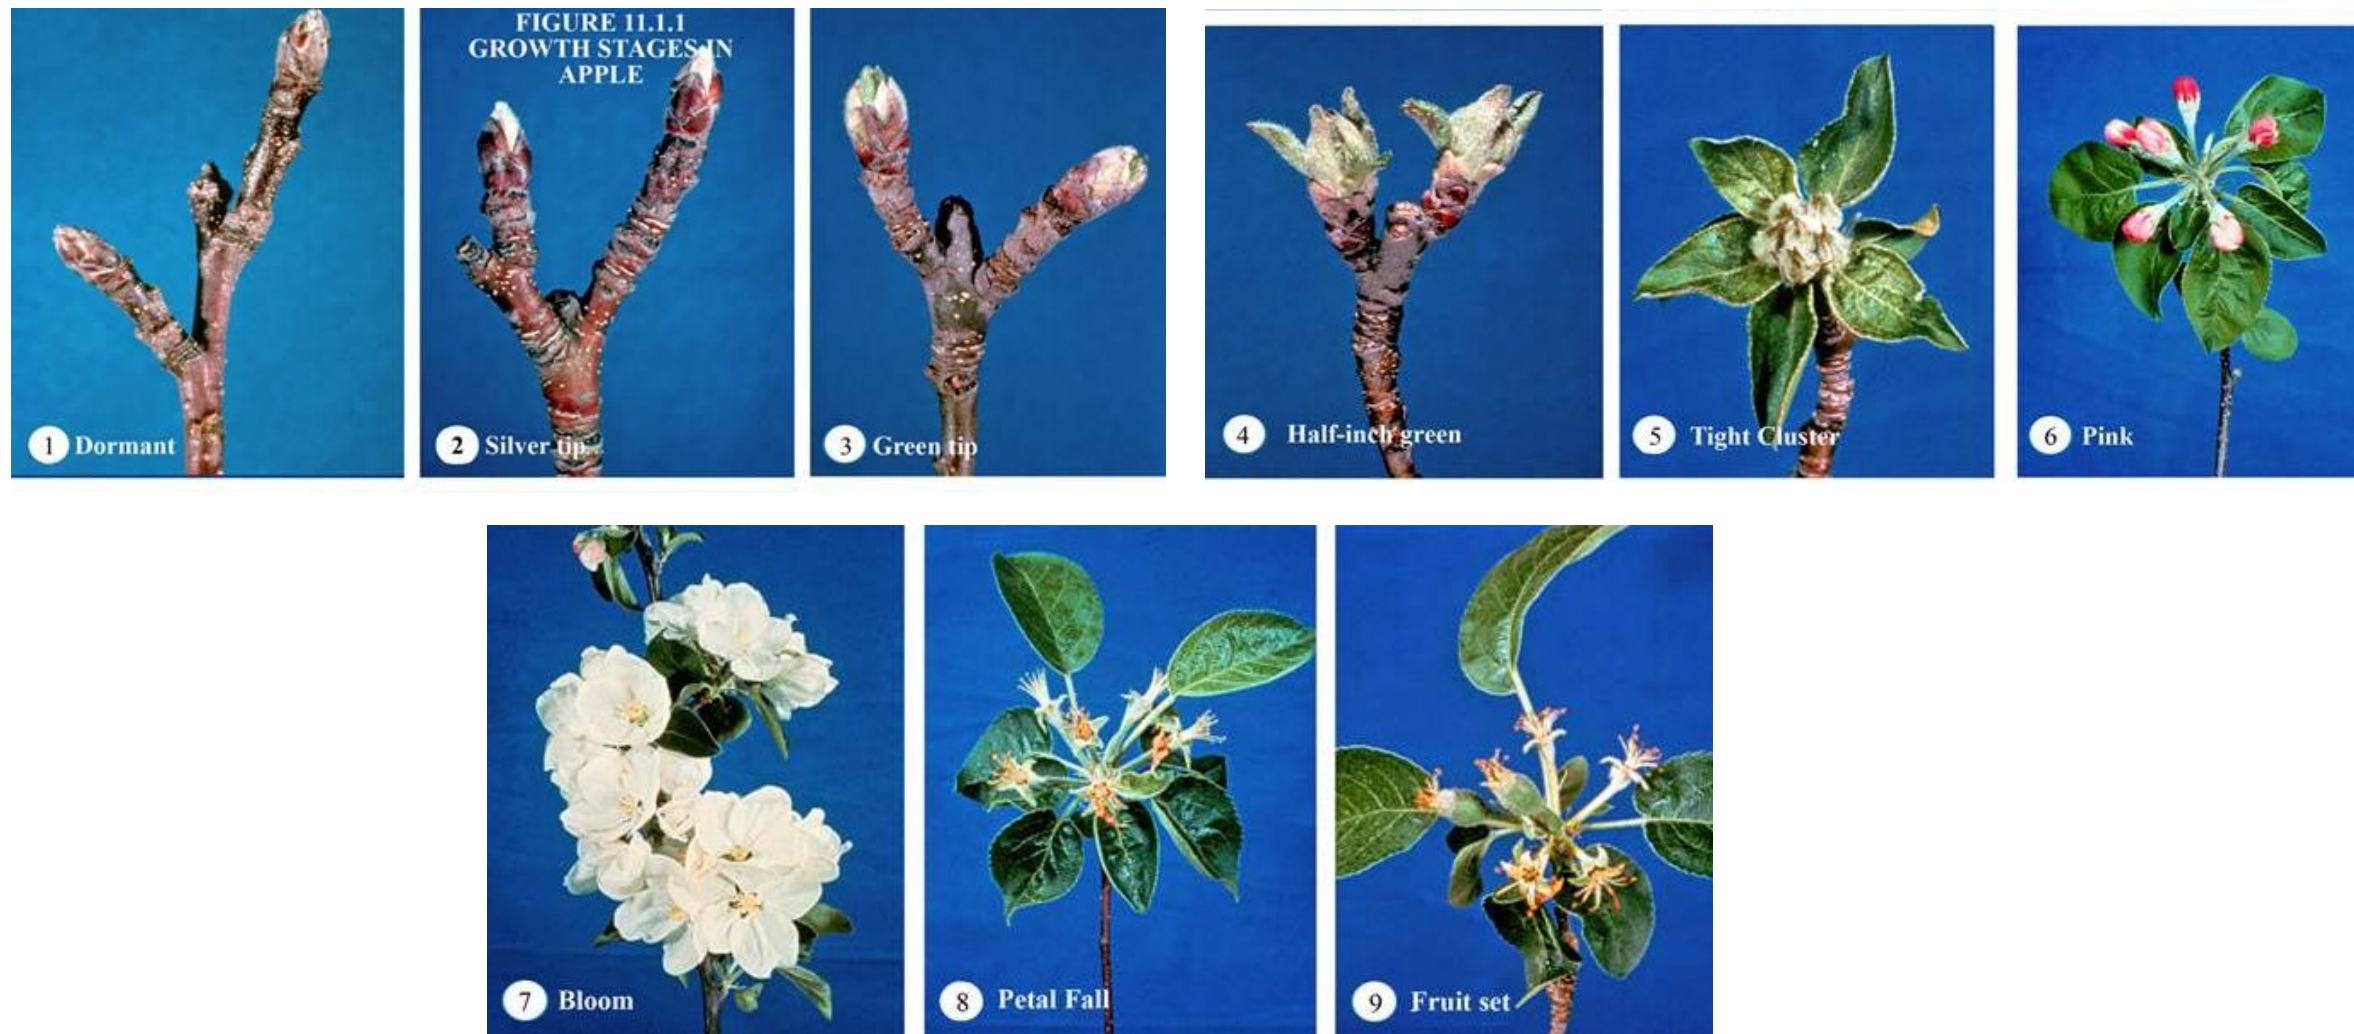 FIGURE 11.1.1
GROWTH STAGES IN
APPLE
1 Dormant
2 Silver tip
3 Green tip
4 Half-inch green
5 Tight Cluster
6 Pink
7 Bloom
8 Petal Fall
9 Fruit set